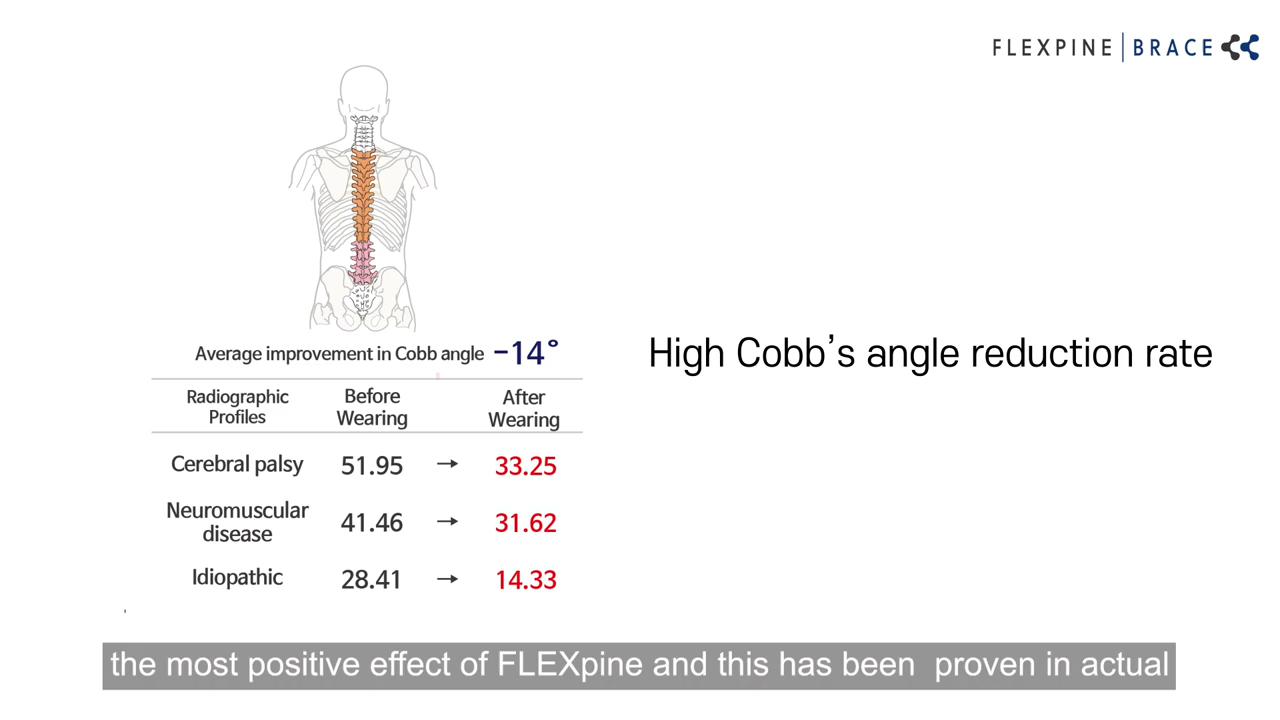 FLEXPINE BRACE
Average improvement in Cobb angle −14°
High Cobb’s angle reduction rate
Radiographic Profiles
Before Wearing
After Wearing
Cerebral palsy 51.95 → 33.25
Neuromuscular disease 41.46 → 31.62
Idiopathic 28.41 → 14.33
the most positive effect of FLEXpine and this has been proven in actual